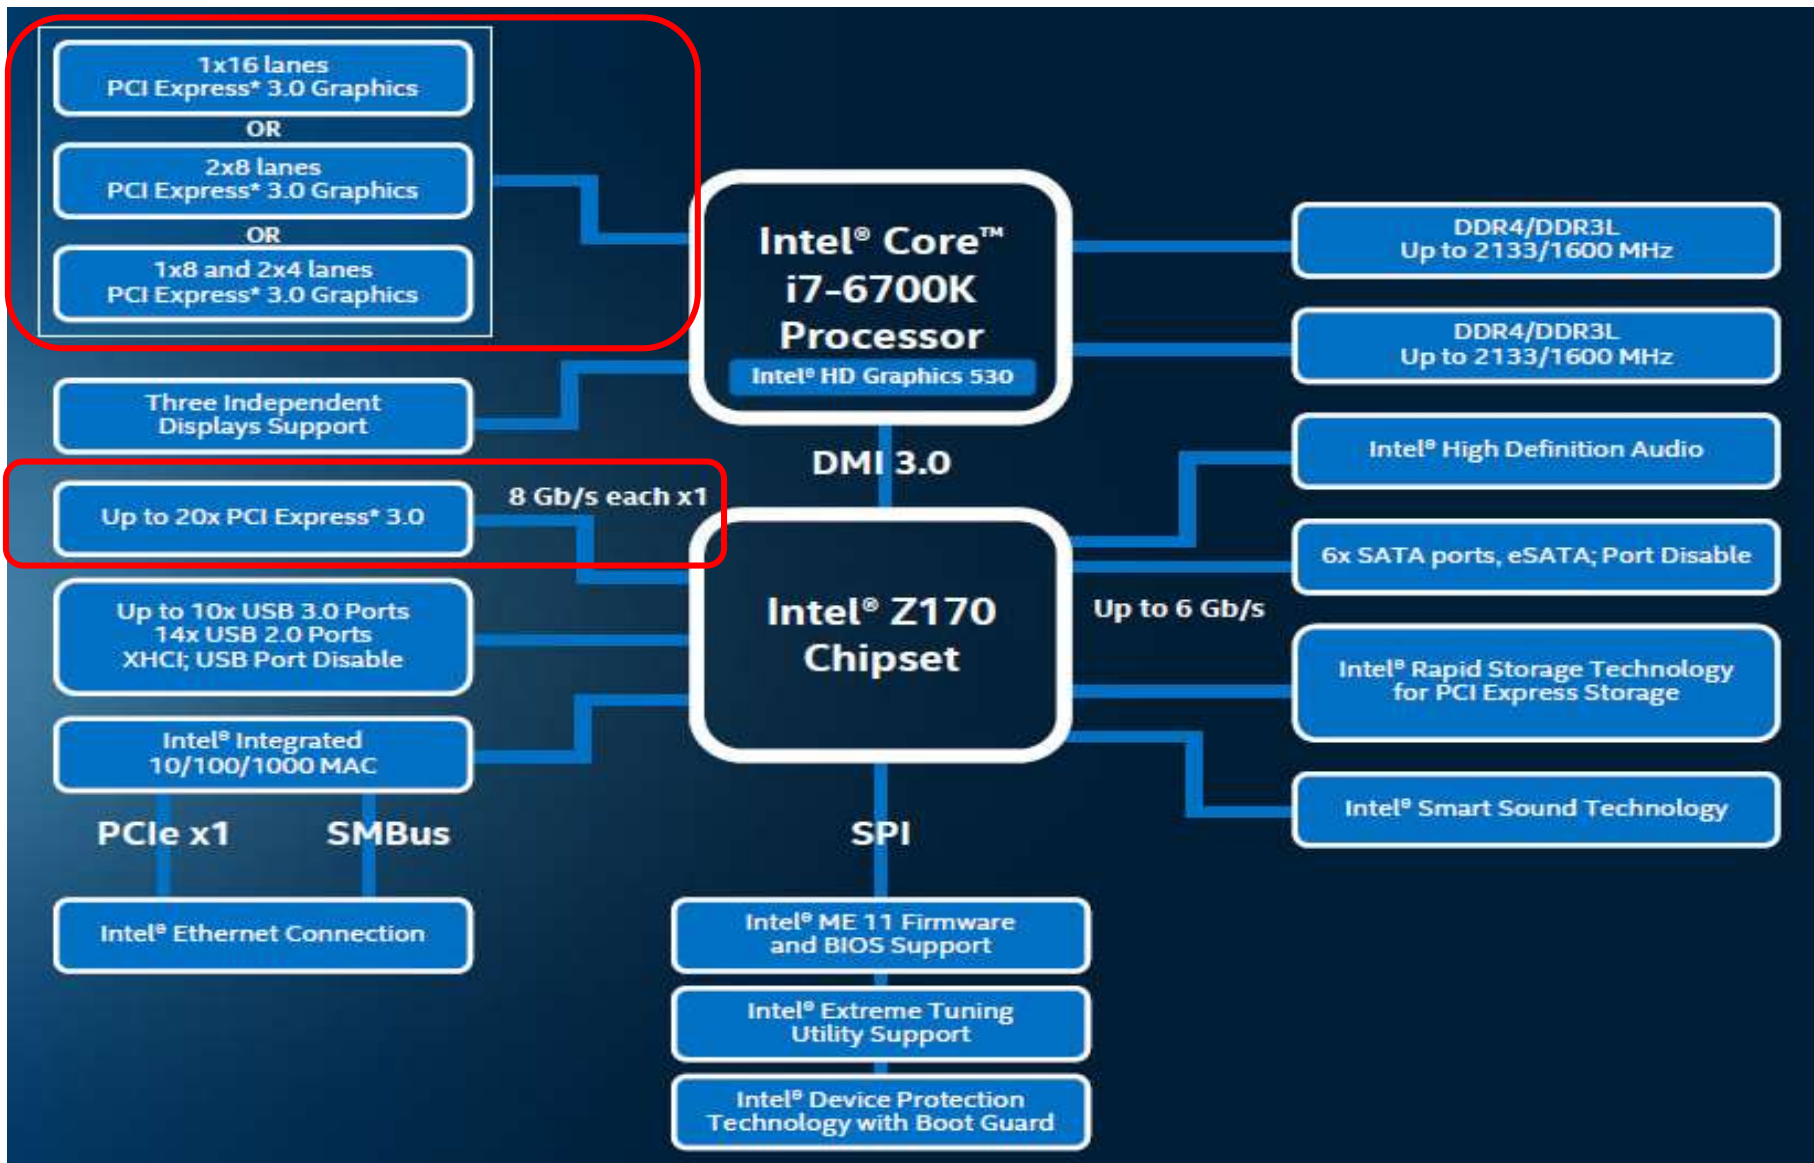 1x16 lanes
PCI Express* 3.0 Graphics
OR
2x8 lanes
PCI Express* 3.0 Graphics
OR
1x8 and 2x4 lanes
PCI Express* 3.0 Graphics
Three Independent
Displays Support
Up to 20x PCI Express* 3.0
8 Gb/s each x1
Up to 10x USB 3.0 Ports
14x USB 2.0 Ports
XHCI; USB Port Disable
Intel® Integrated
10/100/1000 MAC
PCIe x1
SMBus
Intel® Ethernet Connection
Intel® Core™
i7-6700K
Processor
Intel® HD Graphics 530
DMI 3.0
Intel® Z170
Chipset
SPI
Intel® ME 11 Firmware
and BIOS Support
Intel® Extreme Tuning
Utility Support
Intel® Device Protection
Technology with Boot Guard
DDR4/DDR3L
Up to 2133/1600 MHz
DDR4/DDR3L
Up to 2133/1600 MHz
Intel® High Definition Audio
6x SATA ports, eSATA; Port Disable
Up to 6 Gb/s
Intel® Rapid Storage Technology
for PCI Express Storage
Intel® Smart Sound Technology